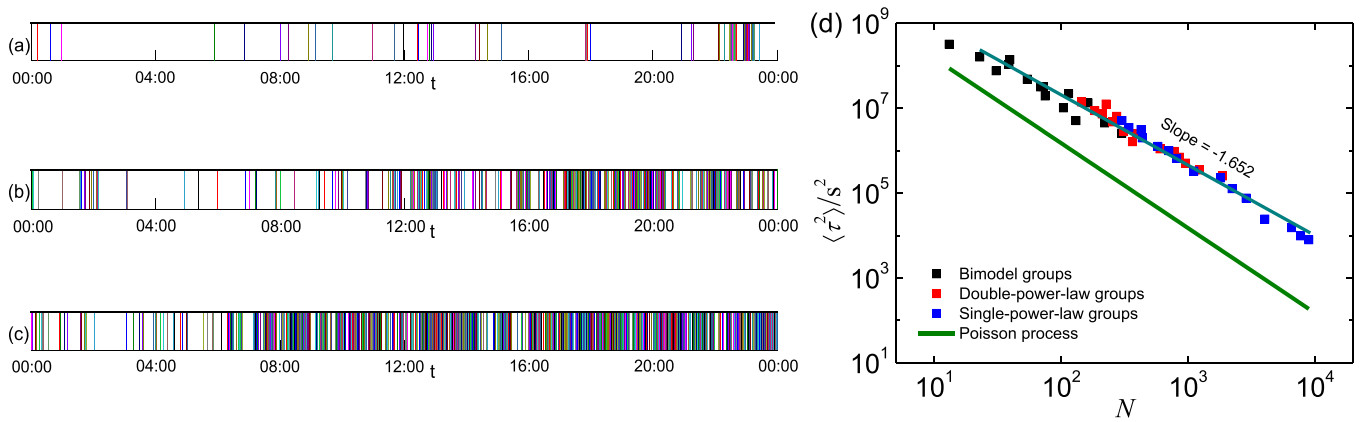 (a)
00:00 04:00 08:00 12:00 16:00 20:00 00:00
t
(b)
00:00 04:00 08:00 12:00 16:00 20:00 00:00
t
(c)
00:00 04:00 08:00 12:00 16:00 20:00 00:00
t
(d)
10^9
10^7
10^5
10^3
10^1
⟨τ^2⟩/s^2
Slope = -1.652
Bimodel groups
Double-power-law groups
Single-power-law groups
Poisson process
10^1 10^2 10^3 10^4
N